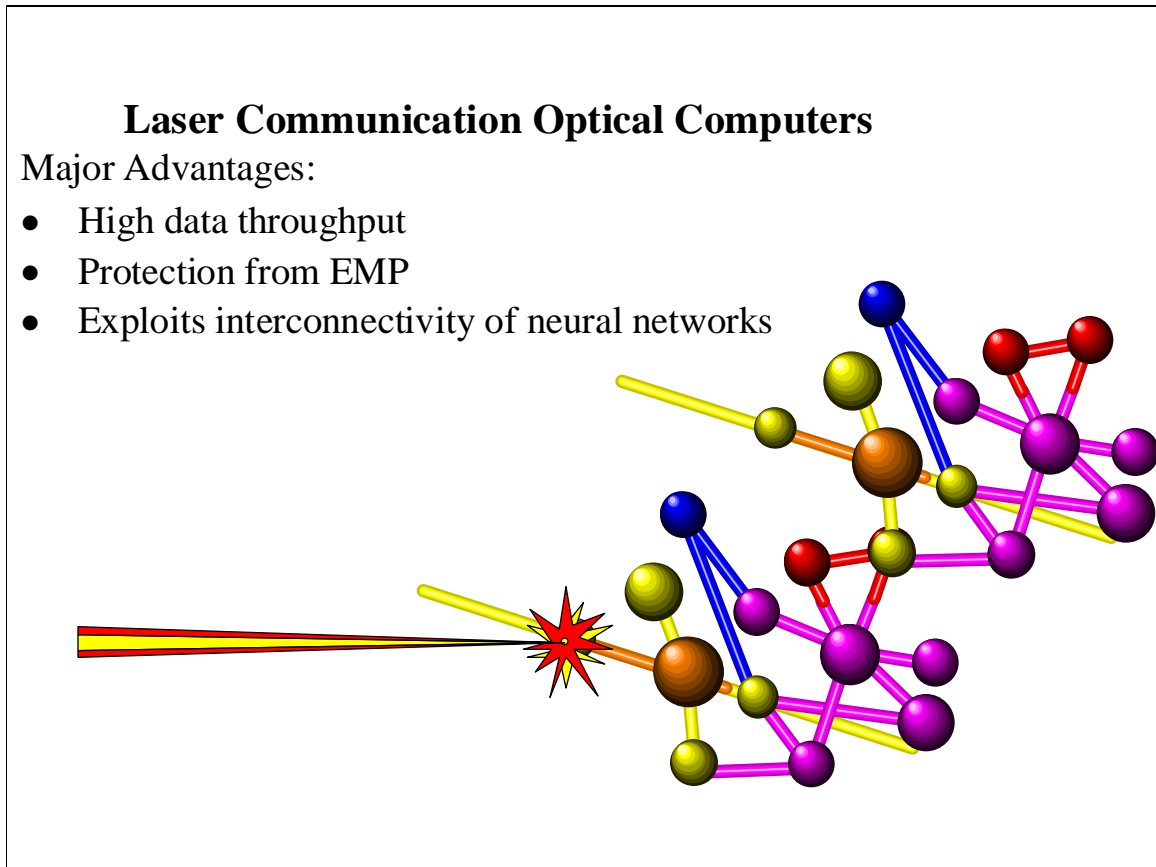 Laser Communication Optical Computers
Major Advantages:
● High data throughput
● Protection from EMP
● Exploits interconnectivity of neural networks